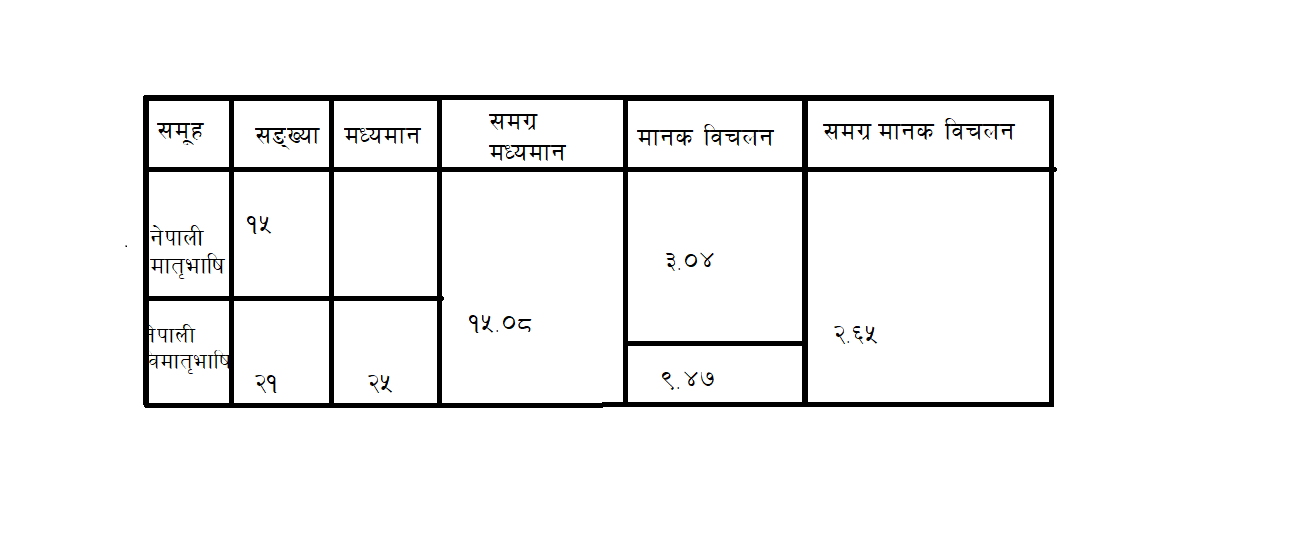 समूह
सङ्ख्या
मध्यमान
समग्र
मध्यमान
मानक विचलन
समग्र मानक विचलन
नेपाली
मातृभाषि
१५
३.०४
१५.०८
२.६५
नेपाली
विमातृभाषि
२१
२५
९.४७